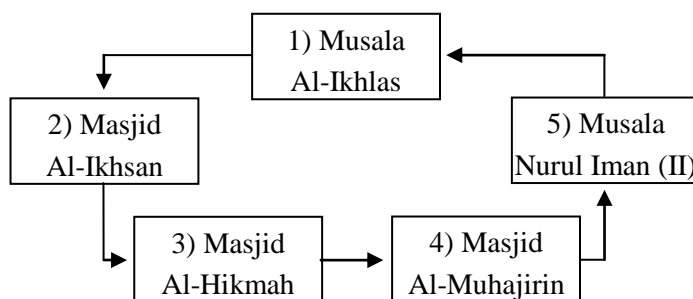 1) Musala
Al-Ikhlas
2) Masjid
Al-Ikhsan
3) Masjid
Al-Hikmah
4) Masjid
Al-Muhajirin
5) Musala
Nurul Iman (II)